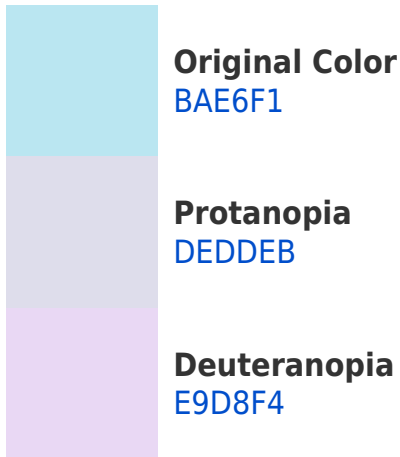 Original Color
BAE6F1
Protanopia
DEDDEB
Deuteranopia
E9D8F4